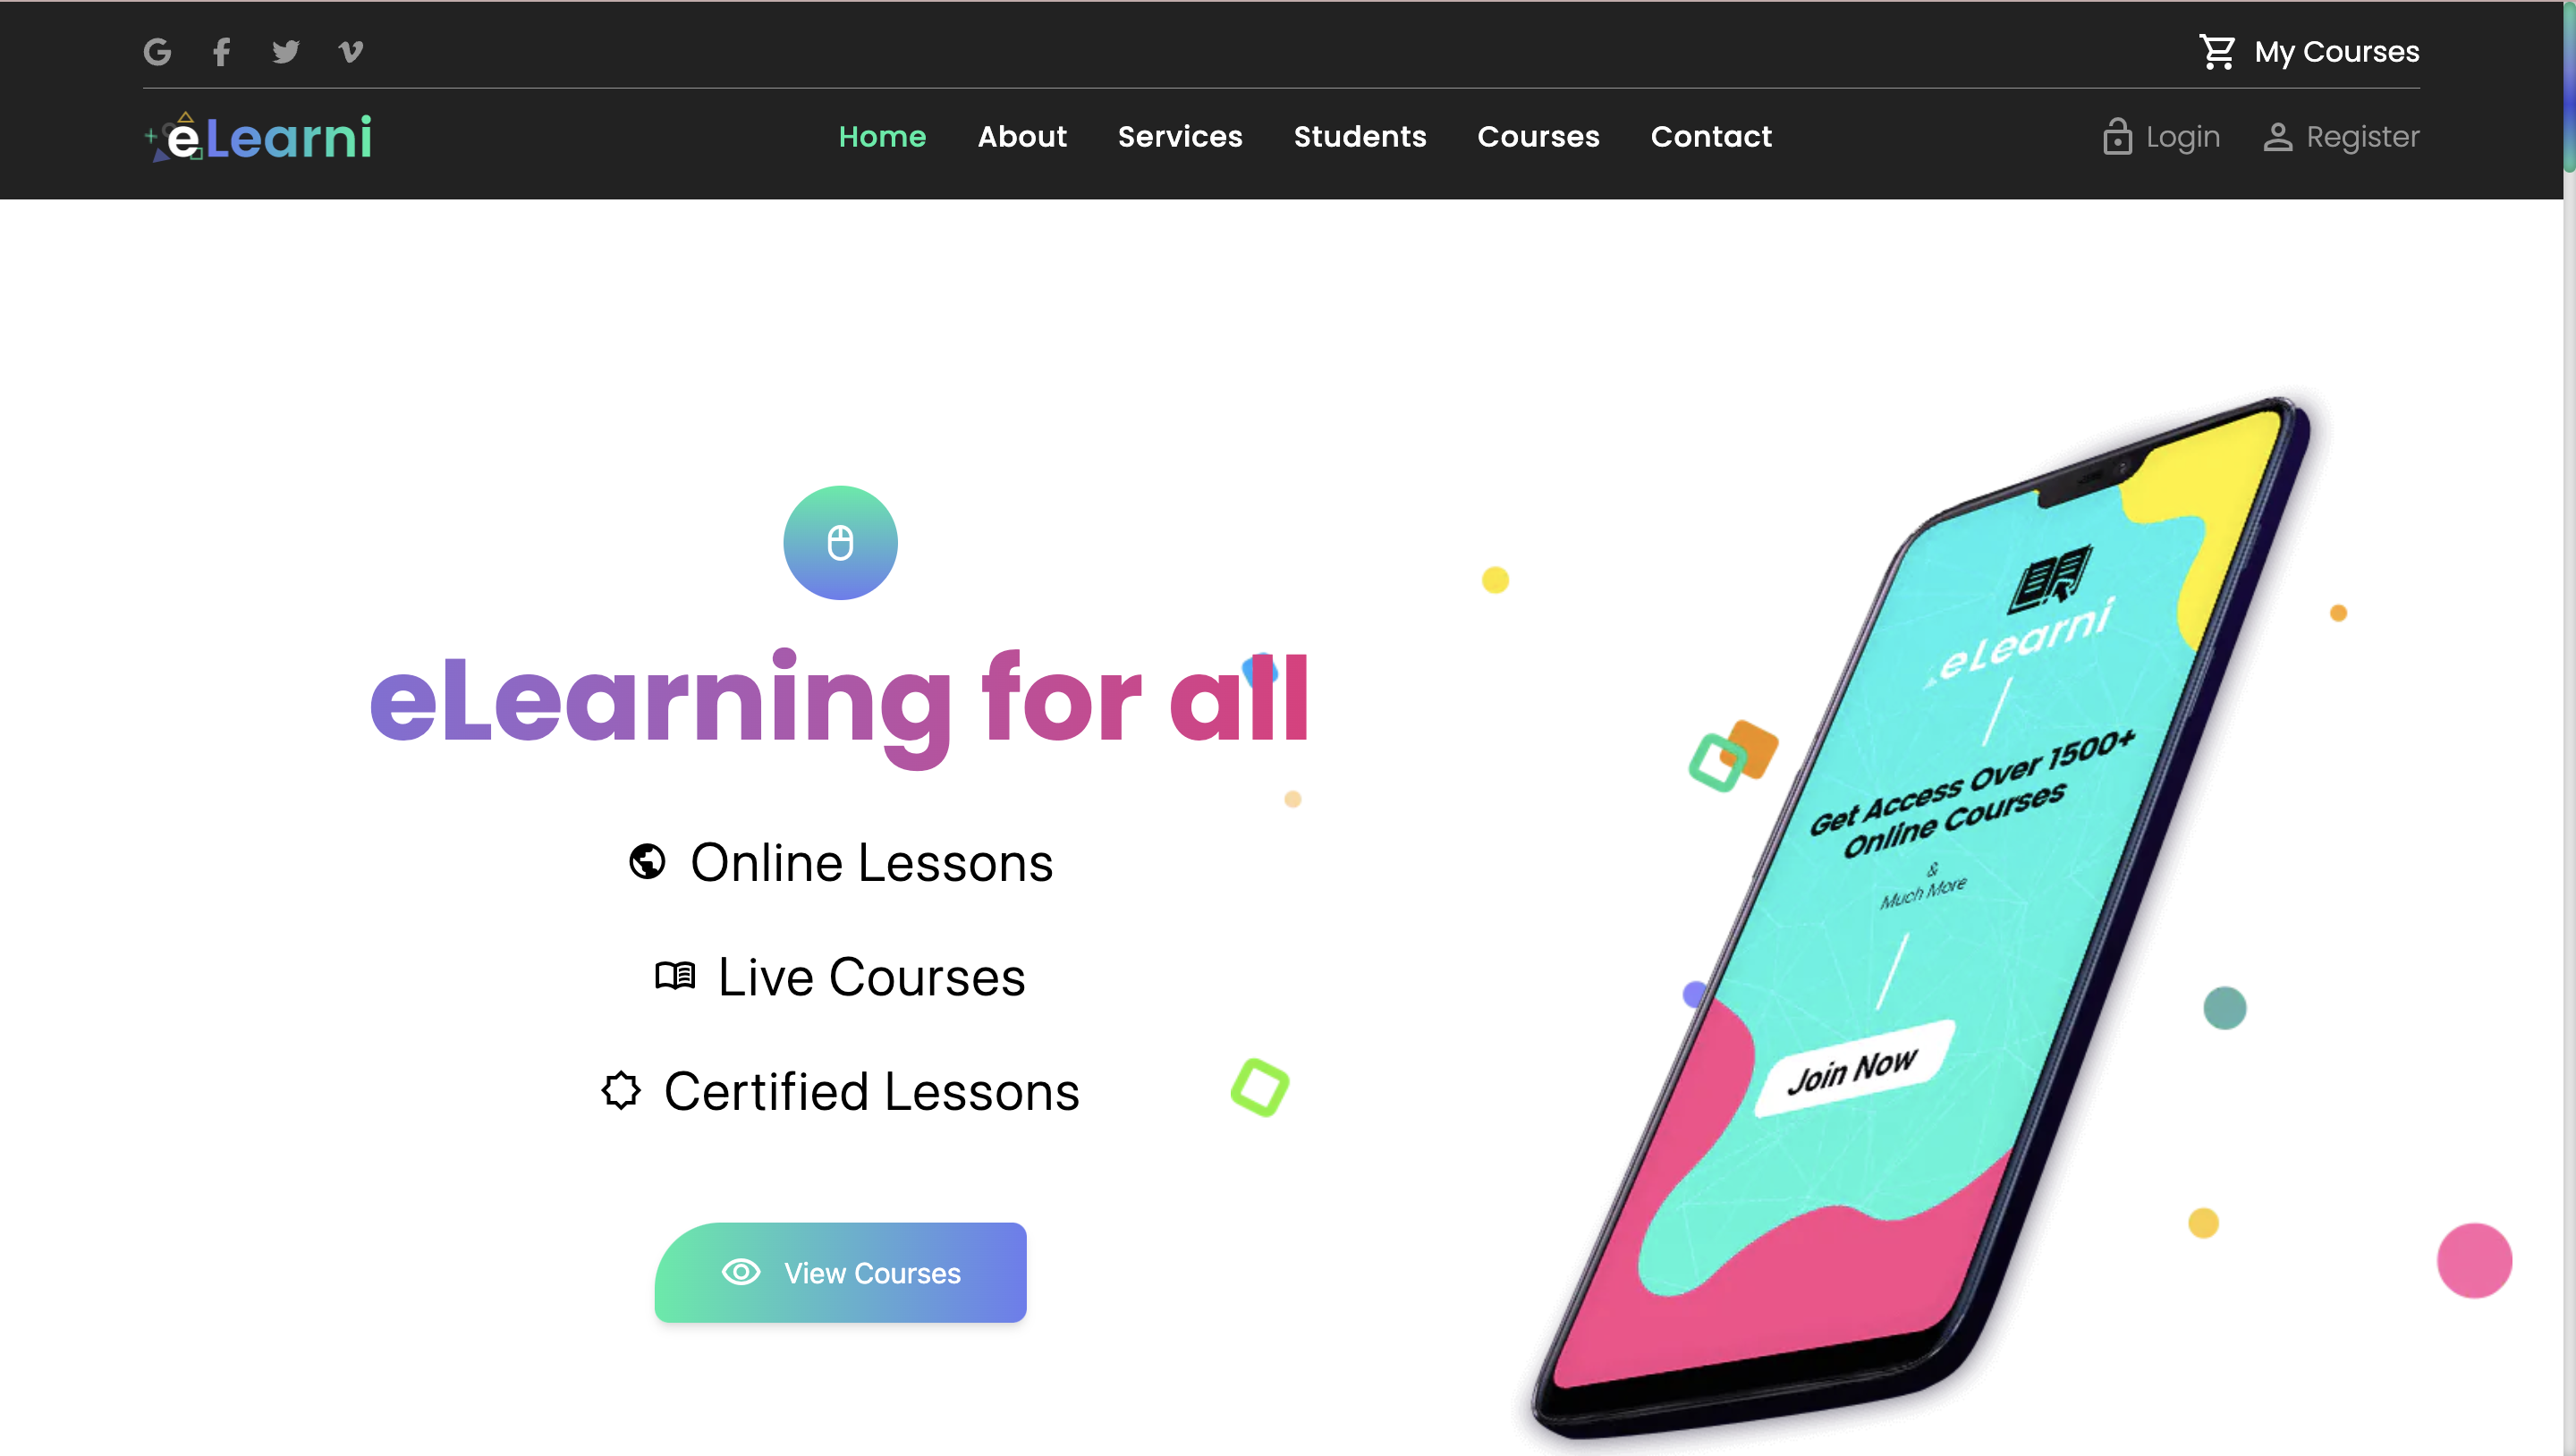 My Courses
eLearni
Home About Services Students Courses Contact
Login Register
eLearning for all
Online Lessons
Live Courses
Certified Lessons
View Courses
eLearni
Get Access Over 1500+
Online Courses
&
Much More
Join Now